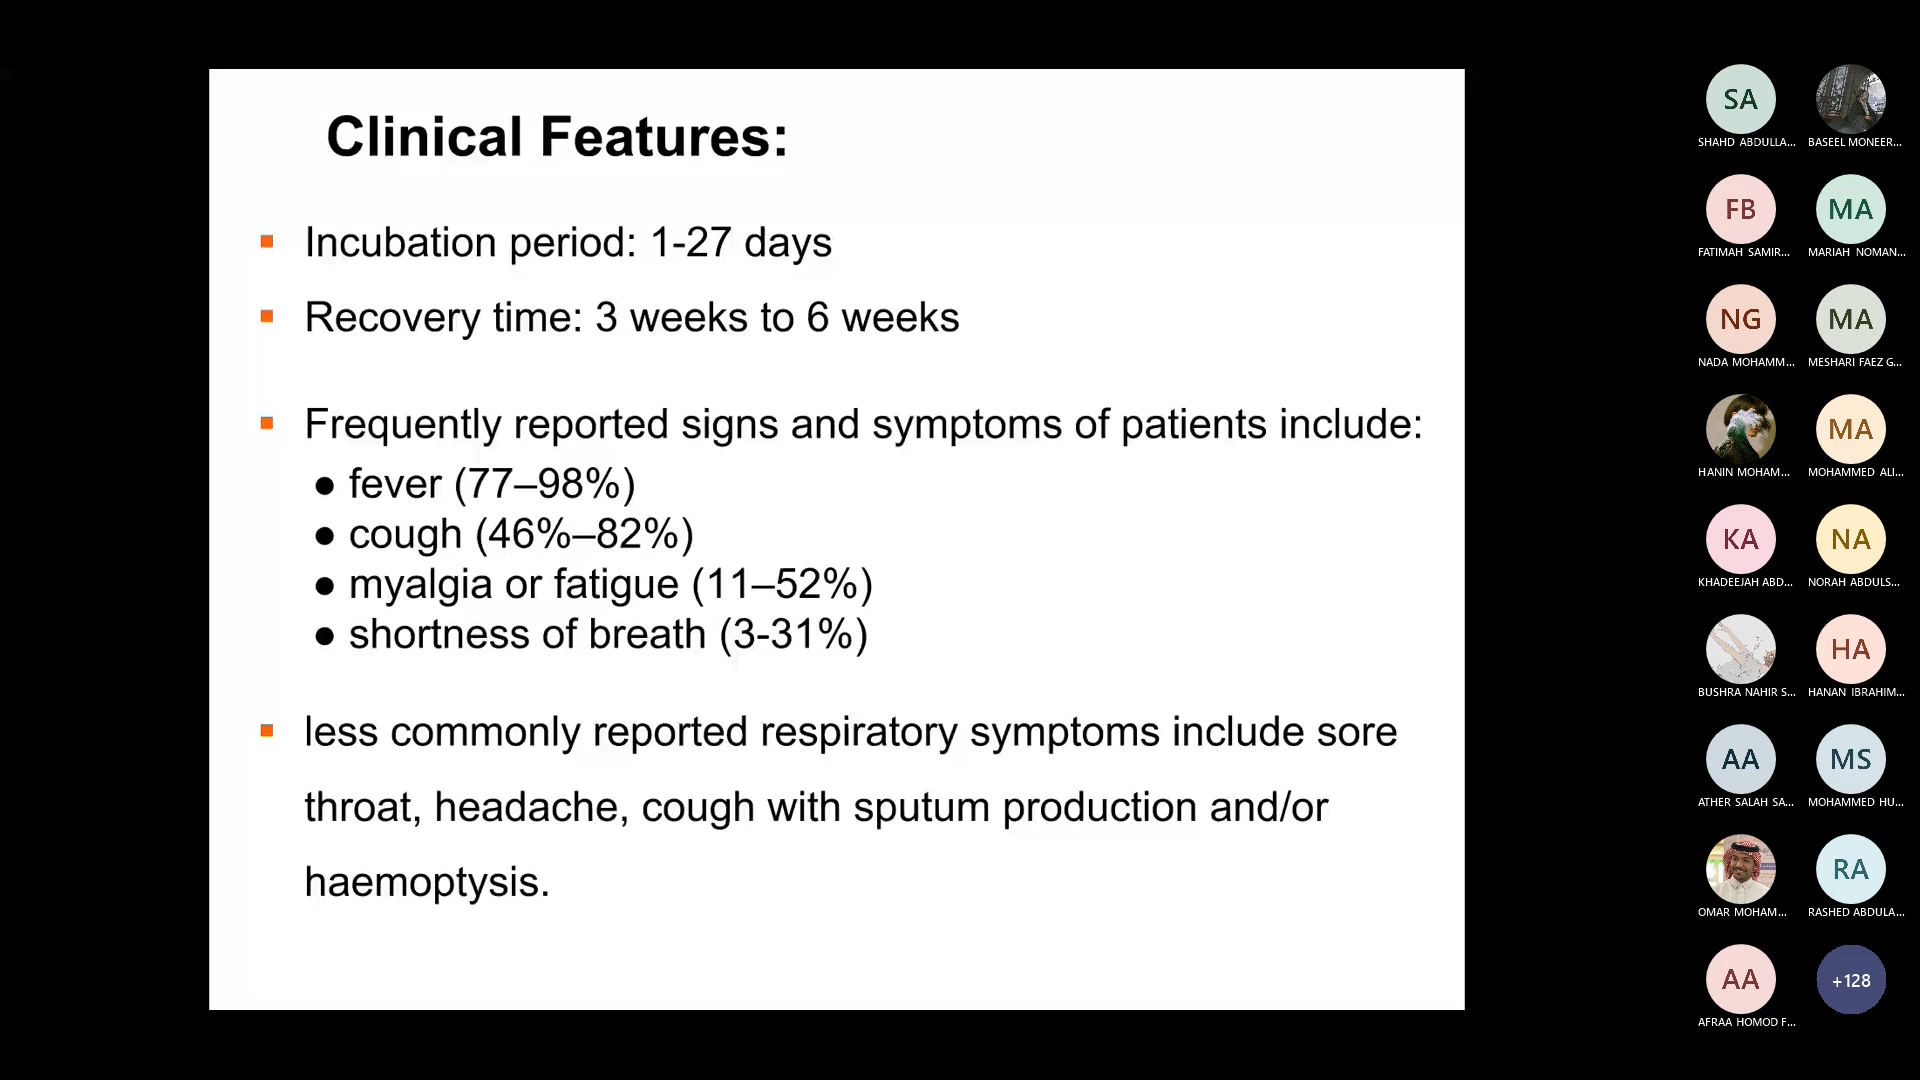 Clinical Features:
Incubation period: 1-27 days
Recovery time: 3 weeks to 6 weeks
Frequently reported signs and symptoms of patients include:
● fever (77–98%)
● cough (46%–82%)
● myalgia or fatigue (11–52%)
● shortness of breath (3-31%)
less commonly reported respiratory symptoms include sore
throat, headache, cough with sputum production and/or
haemoptysis.
SA
SHAHD ABDULLA...
BASEEL MONEER...
FB
FATIMAH SAMIR...
MA
MARIAH NOMAN...
NG
NADA MOHAMM...
MA
MESHARI FAEZ G...
HANIN MOHAM...
MA
MOHAMMED ALI...
KA
KHADEEJAH ABD...
NA
NORAH ABDULS...
BUSHRA NAHIR S...
HA
HANAN IBRAHIM...
AA
ATHER SALAH SA...
MS
MOHAMMED HU...
OMAR MOHAM...
RA
RASHED ABDULA...
AA
AFRAA HOMOD F...
+128